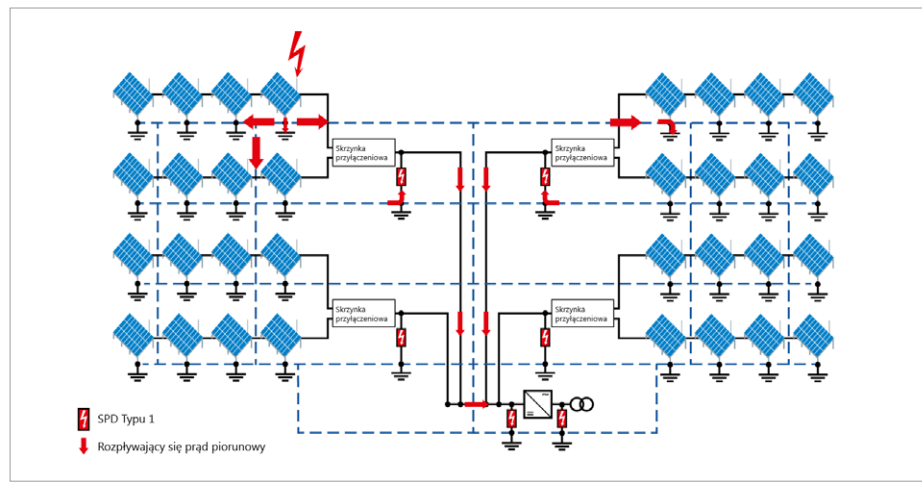 Skrzynka
przyłączeniowa
Skrzynka
przyłączeniowa
Skrzynka
przyłączeniowa
Skrzynka
przyłączeniowa
SPD Typu 1
Rozpływający się prąd piorunowy